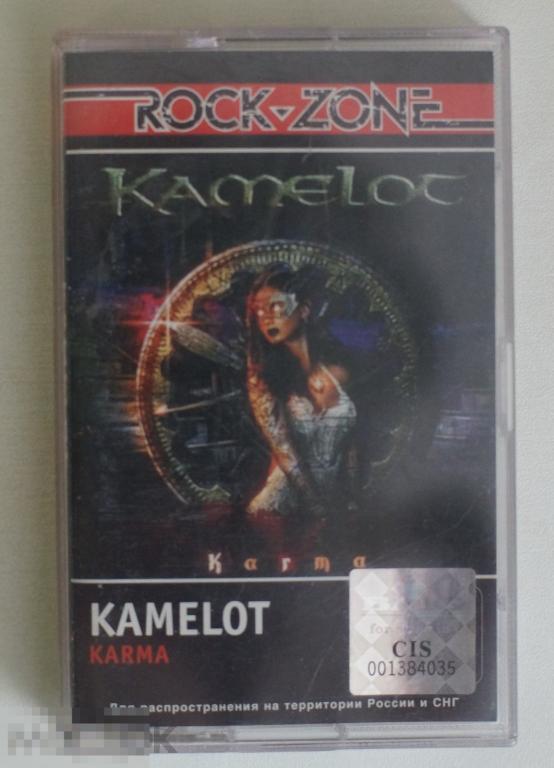 ROCK ZONE
KAMELOT
Karma
KAMELOT
KARMA
CIS
001384035
Для распространения на территории России и СНГ